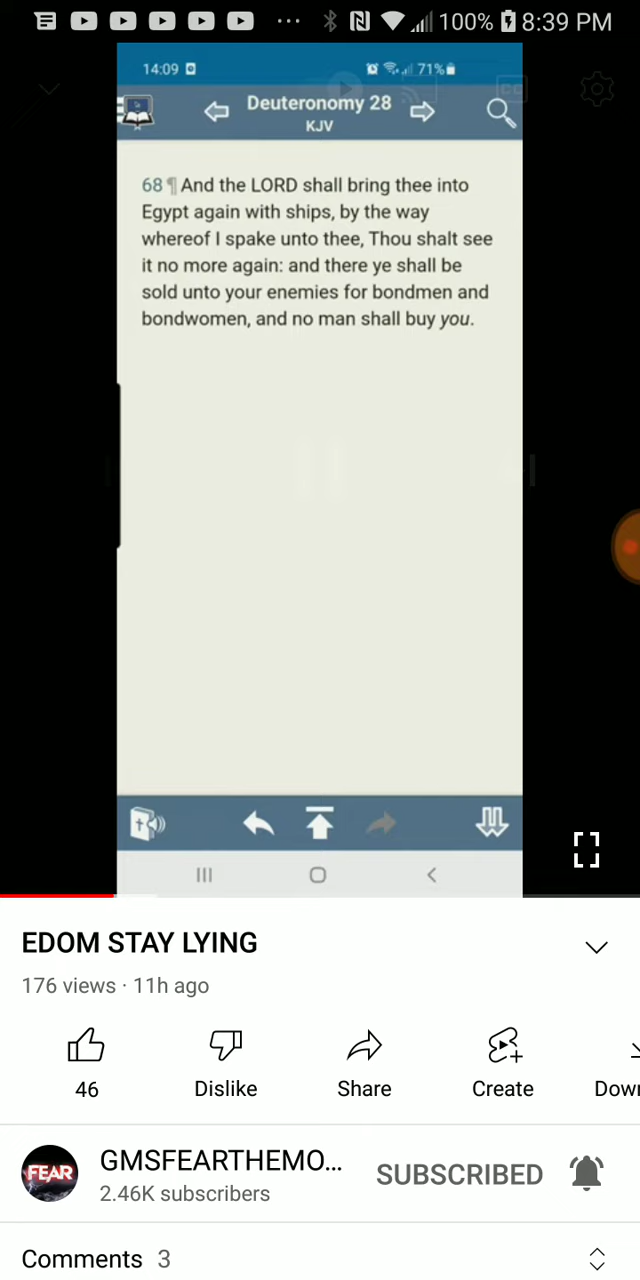 100% 8:39 PM
14:09 71%
Deuteronomy 28
KJV
68 ¶ And the LORD shall bring thee into
Egypt again with ships, by the way
whereof I spake unto thee, Thou shalt see
it no more again: and there ye shall be
sold unto your enemies for bondmen and
bondwomen, and no man shall buy you.
EDOM STAY LYING
176 views · 11h ago
46 Dislike Share Create Dow
FEAR
GMSFEARTHEMO...
SUBSCRIBED
2.46K subscribers
Comments 3